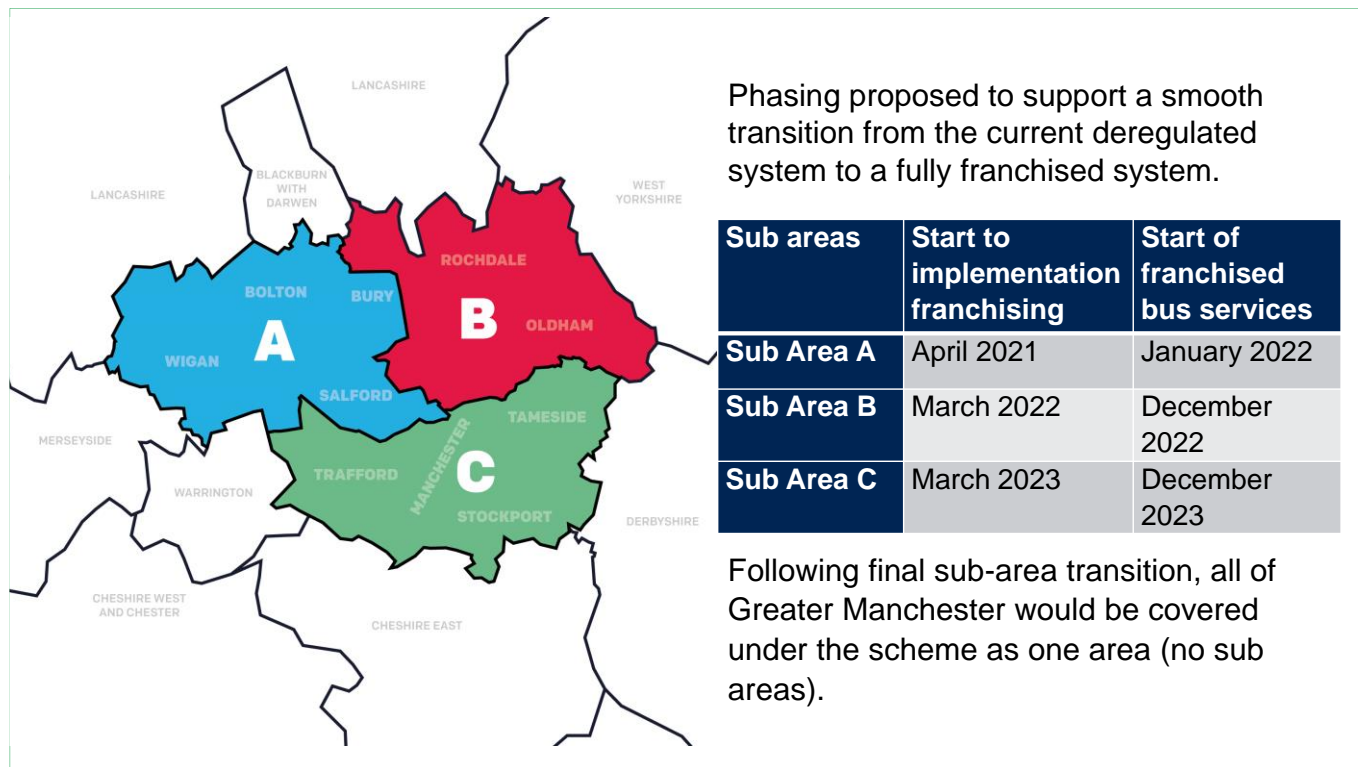 LANCASHIRE
LANCASHIRE
BLACKBURN
WITH
DARWEN
WEST
YORKSHIRE
ROCHDALE
BOLTON
BURY
B
OLDHAM
A
WIGAN
SALFORD
TAMESIDE
MERSEYSIDE
MANCHESTER
TRAFFORD
C
WARRINGTON
STOCKPORT
DERBYSHIRE
CHESHIRE WEST
AND CHESTER
CHESHIRE EAST
Phasing proposed to support a smooth
transition from the current deregulated
system to a fully franchised system.
Sub areas
Start to
implementation
franchising
Start of
franchised
bus services
Sub Area A
April 2021
January 2022
Sub Area B
March 2022
December
2022
Sub Area C
March 2023
December
2023
Following final sub-area transition, all of
Greater Manchester would be covered
under the scheme as one area (no sub
areas).